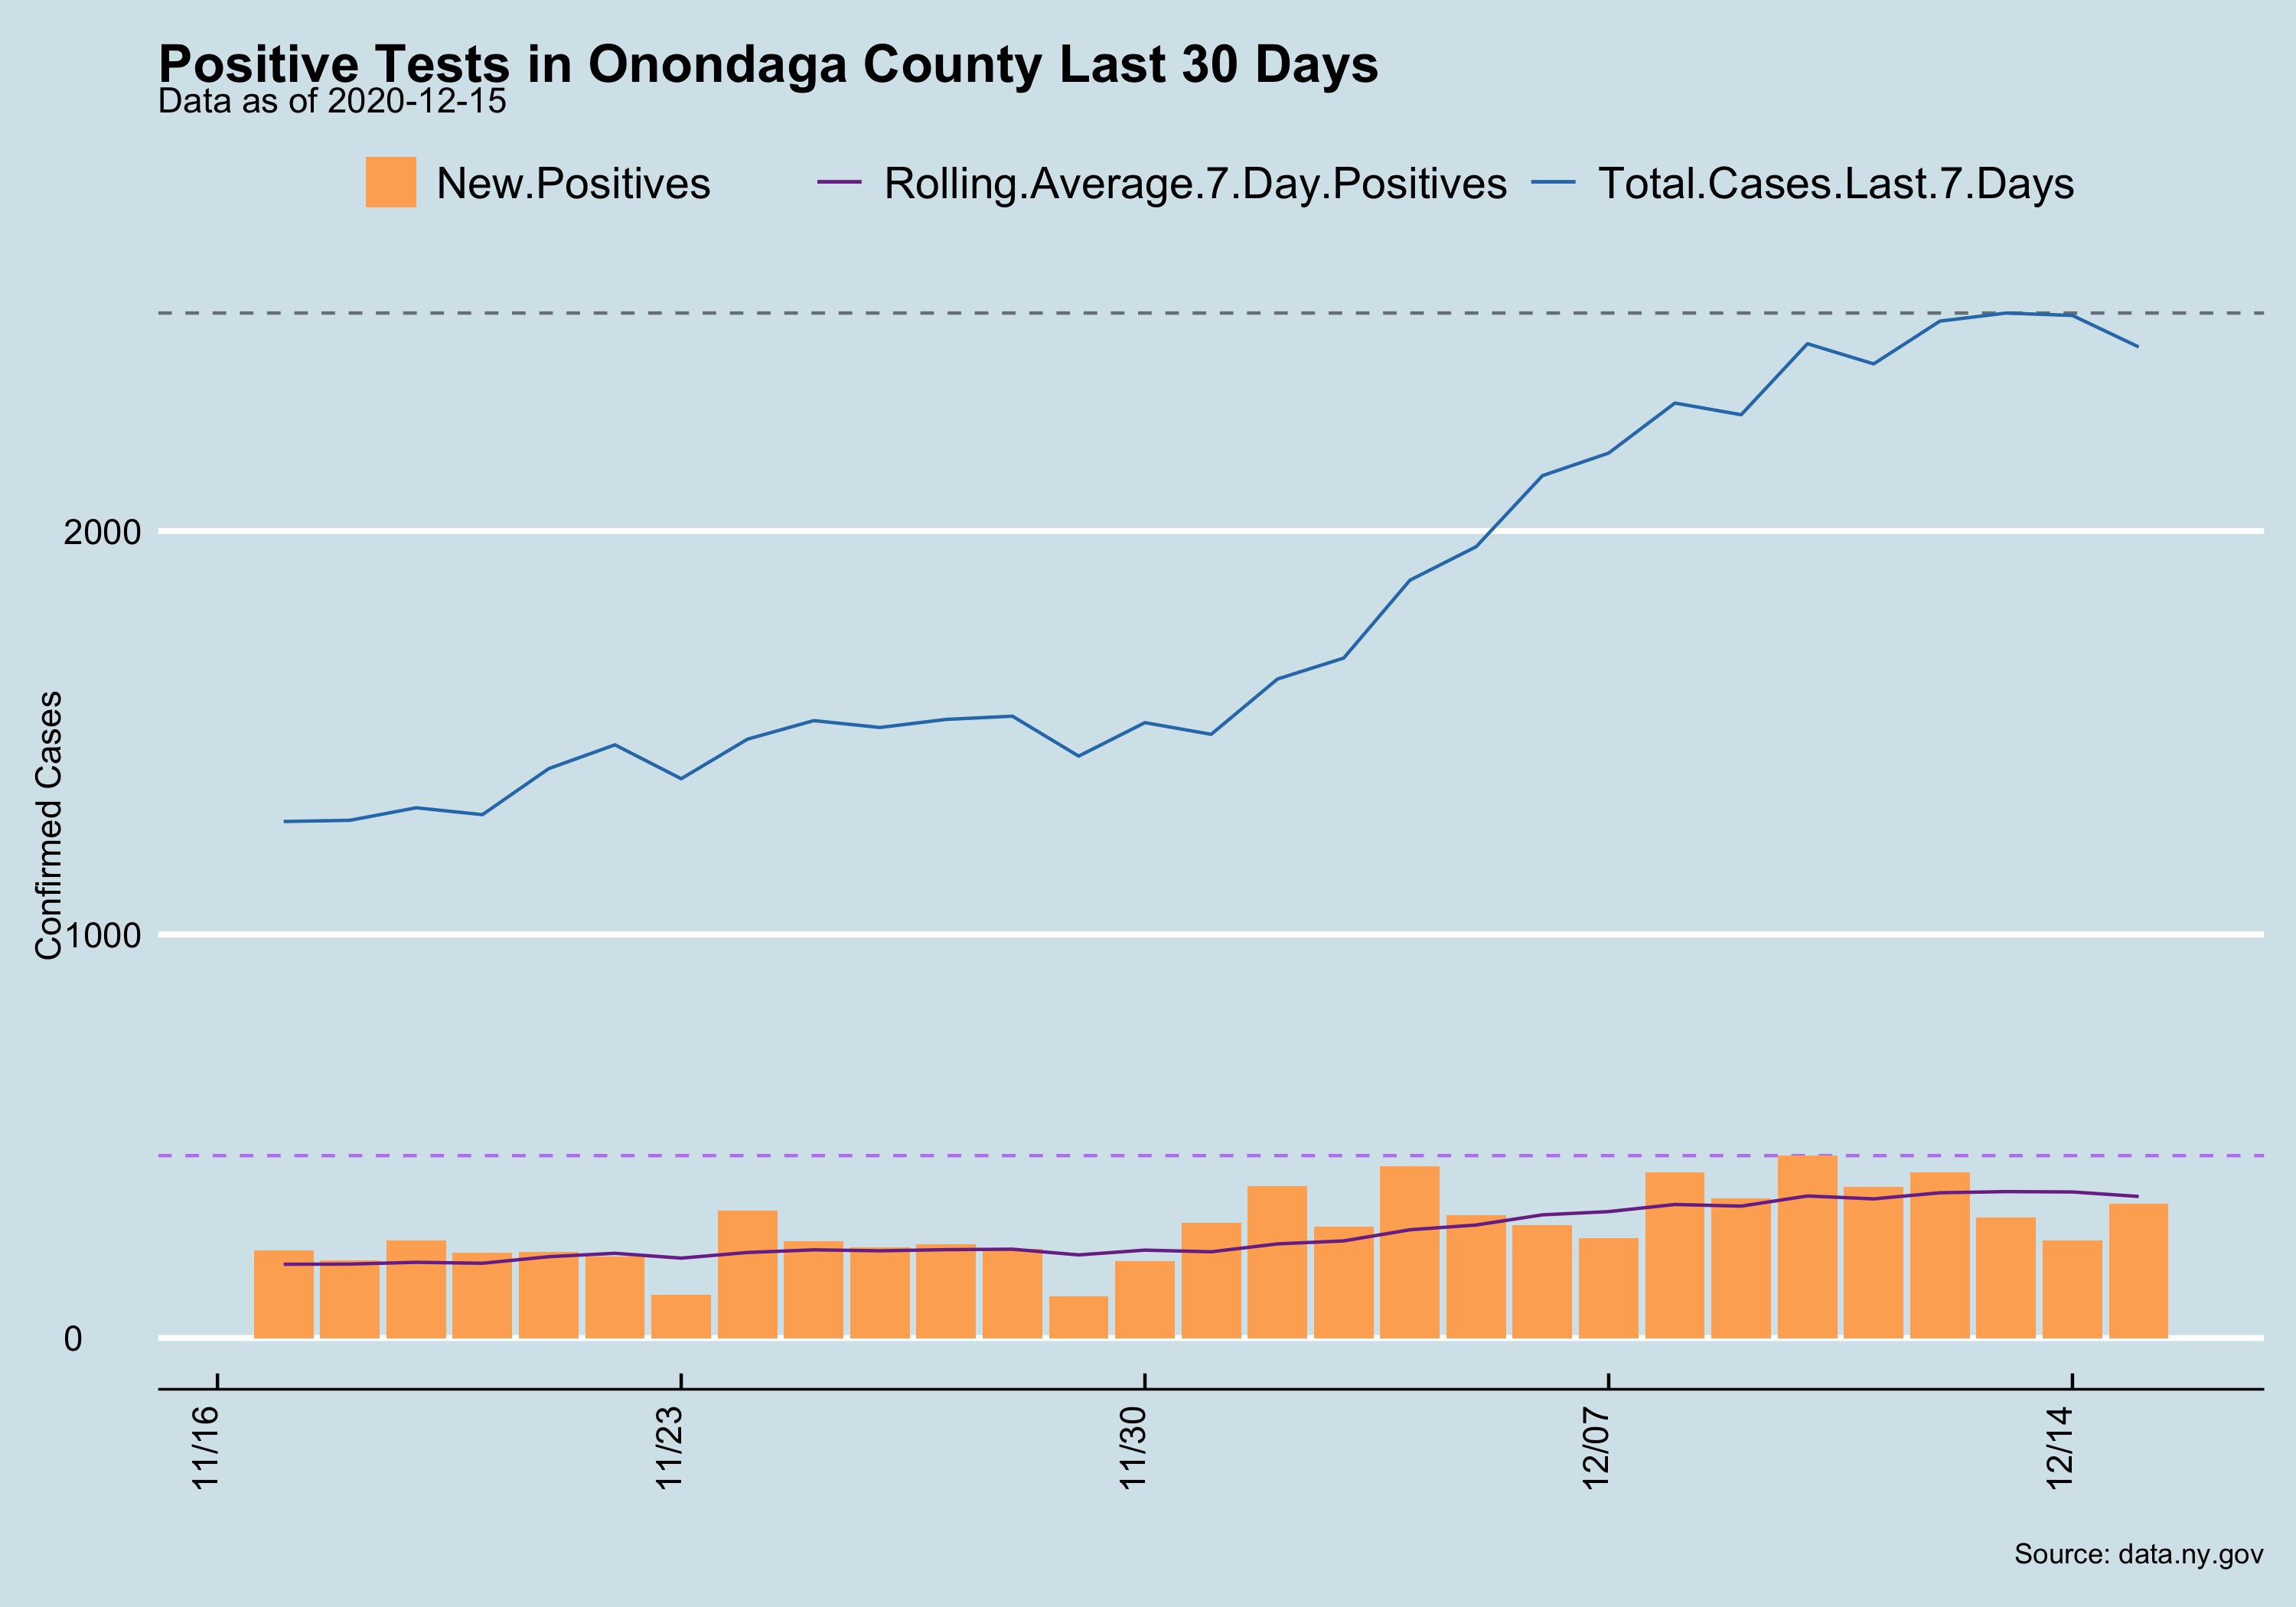 Positive Tests in Onondaga County Last 30 Days
Data as of 2020-12-15
New.Positives Rolling.Average.7.Day.Positives Total.Cases.Last.7.Days
Confirmed Cases
2000
1000
0
11/16 11/23 11/30 12/07 12/14
Source: data.ny.gov